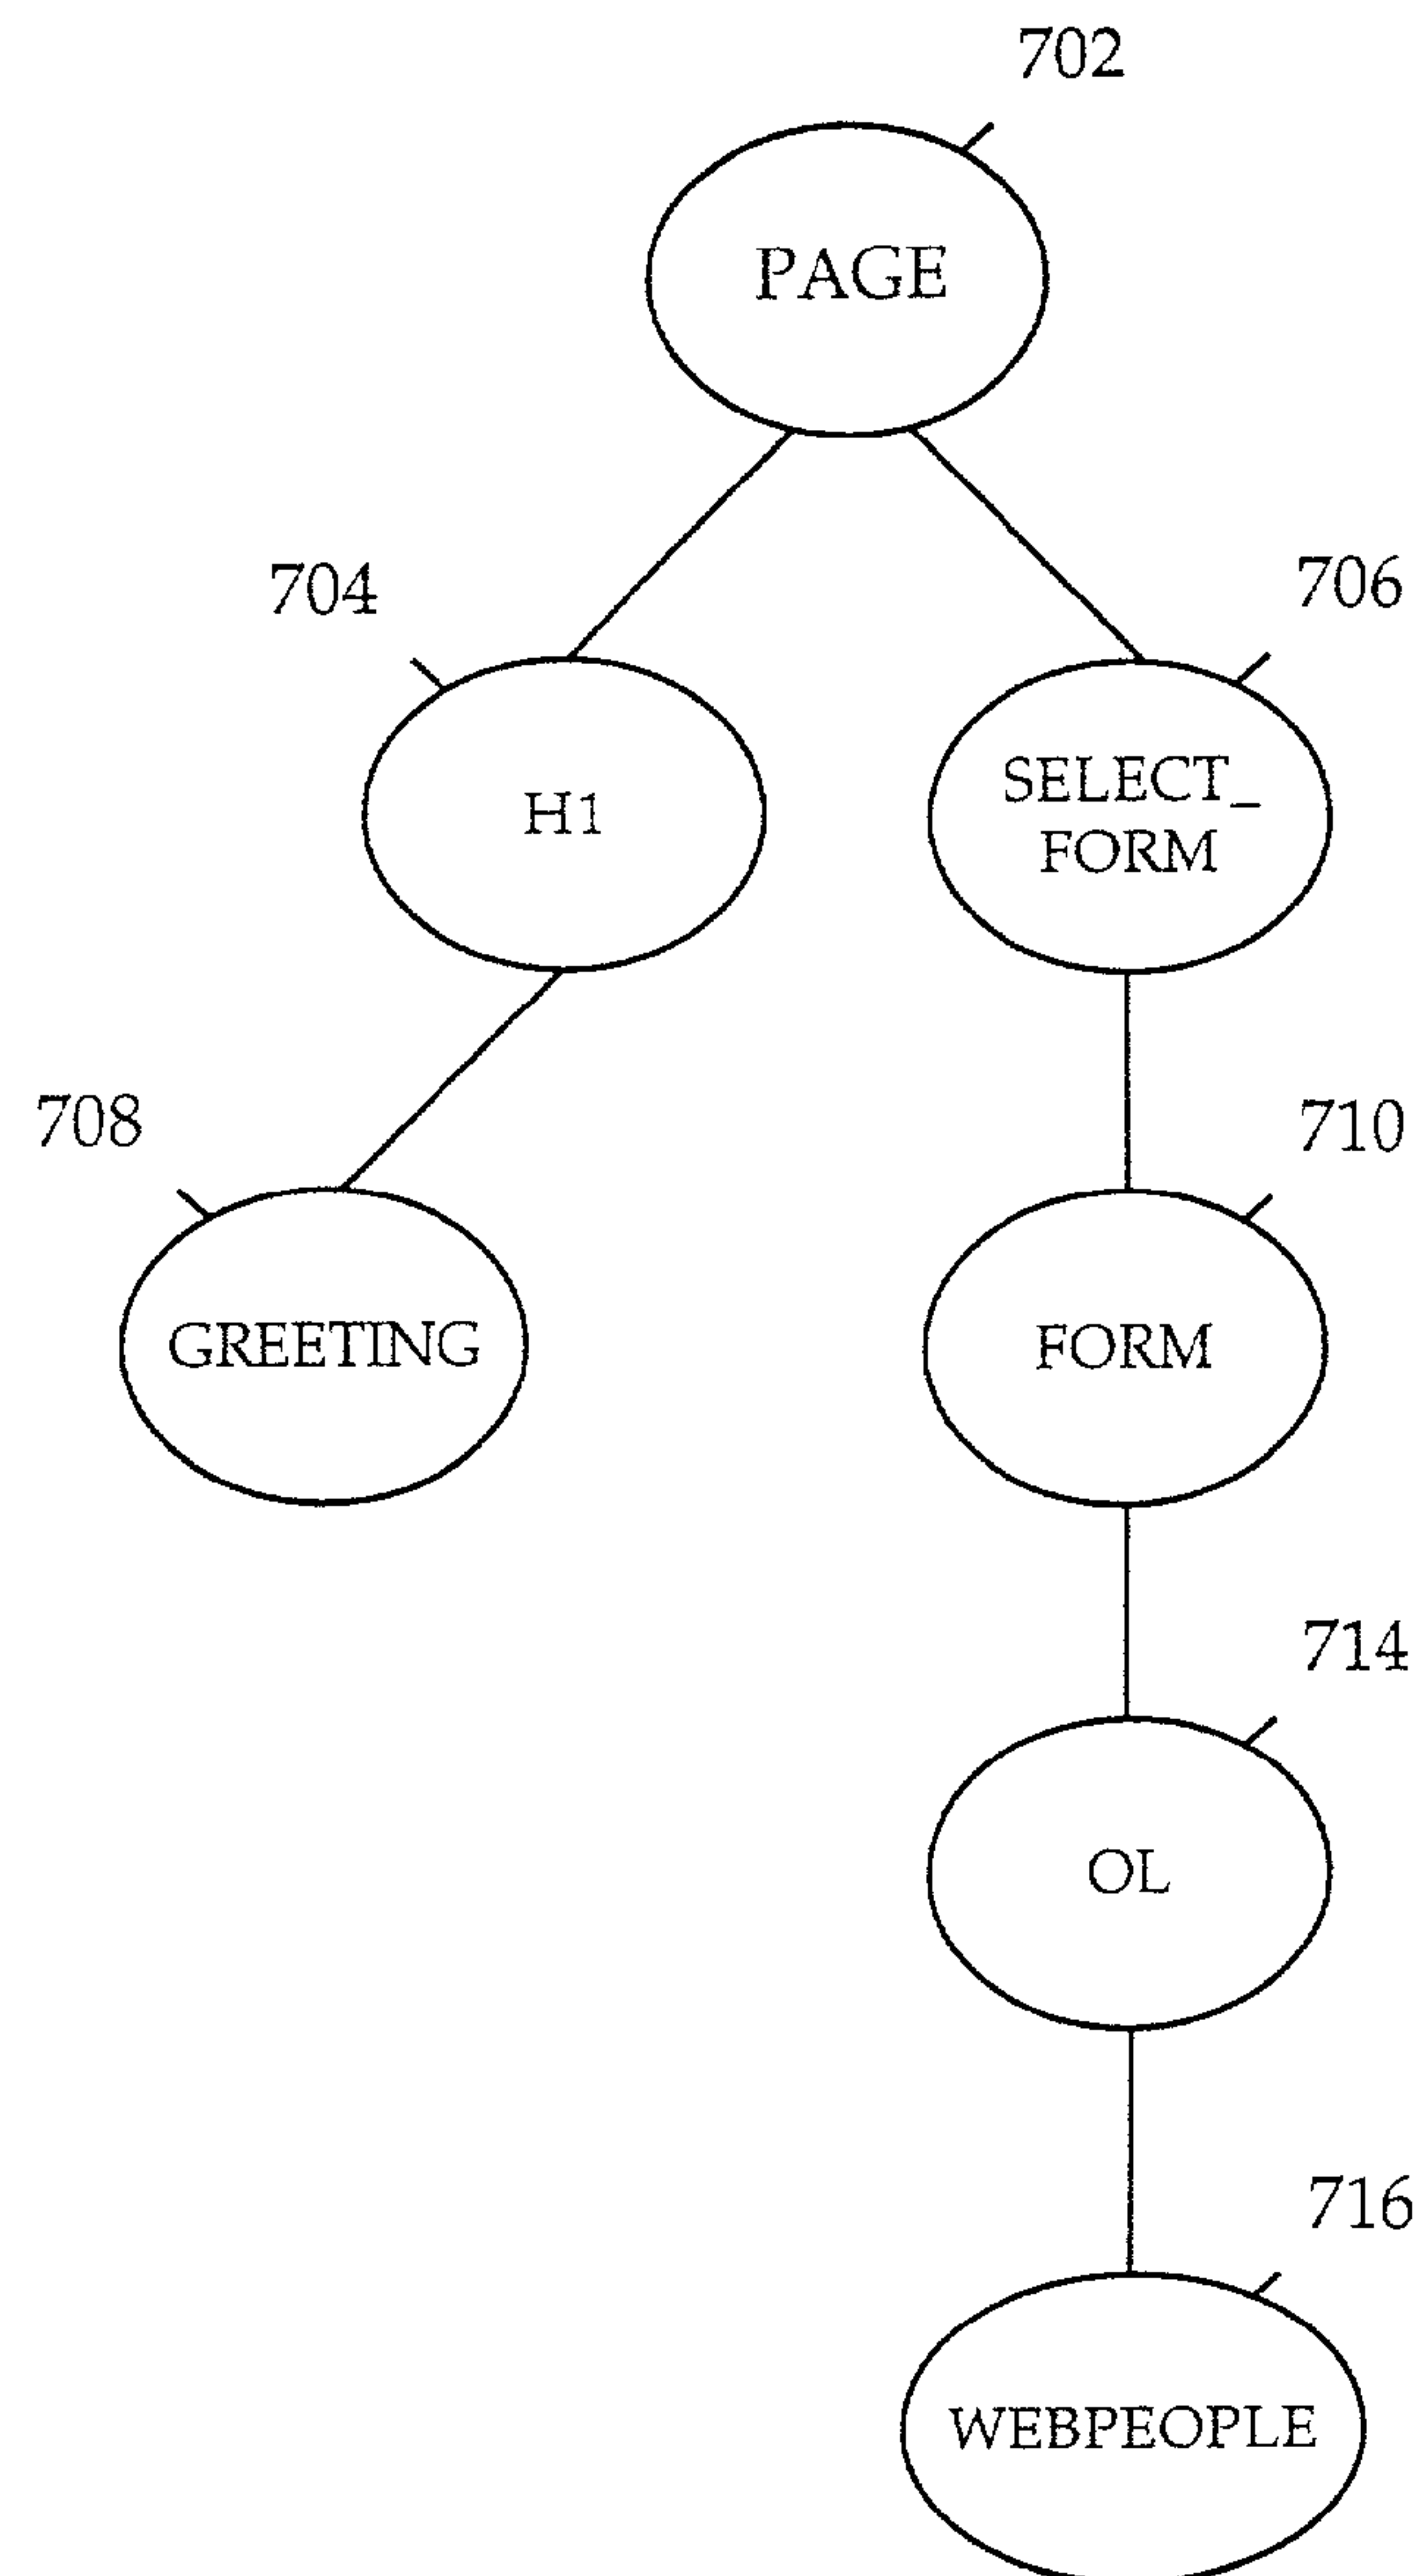 702
PAGE
704
706
H1
SELECT_
FORM
708
710
GREETING
FORM
714
OL
716
WEBPEOPLE